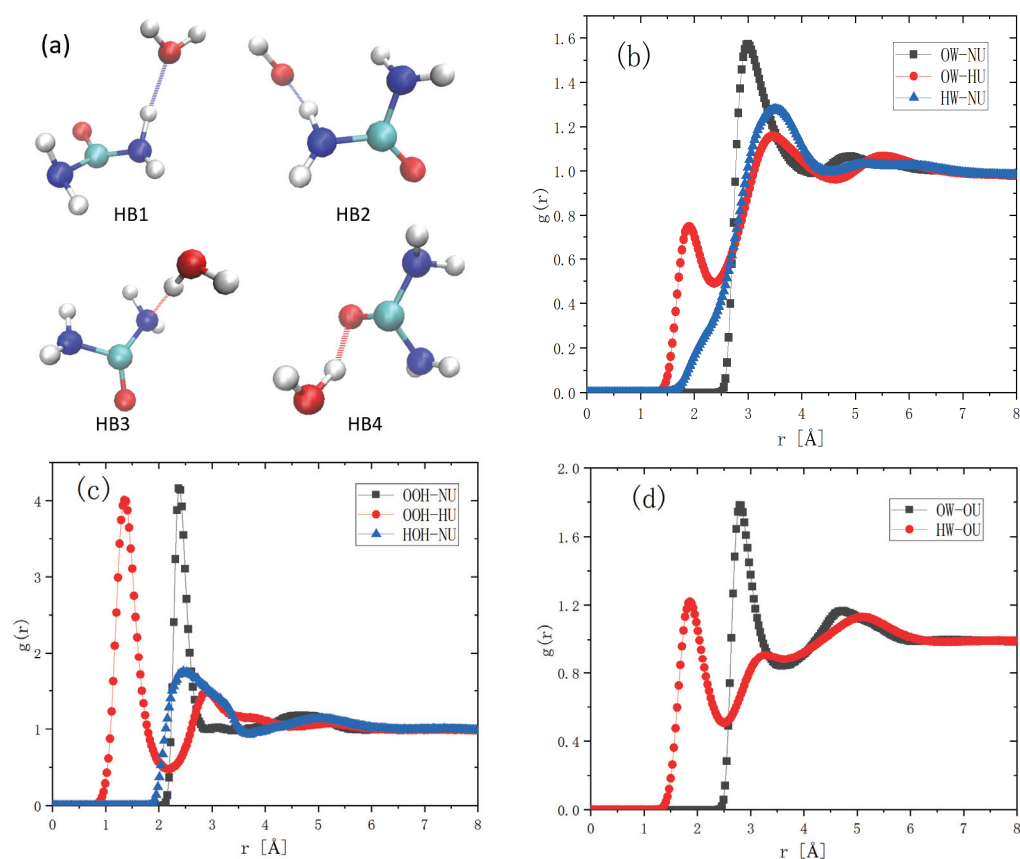 (a)
HB1
HB2
HB3
HB4
(b)
OW-NU
OW-HU
HW-NU
g(r)
1.6
1.4
1.2
1.0
0.8
0.6
0.4
0.2
0.0
0 1 2 3 4 5 6 7 8
r [Å]
(c)
OOH-NU
OOH-HU
HOH-NU
g(r)
4
3
2
1
0
0 1 2 3 4 5 6 7 8
r [Å]
(d)
OW-OU
HW-OU
g(r)
2.0
1.6
1.2
0.8
0.4
0.0
0 1 2 3 4 5 6 7 8
r [Å]